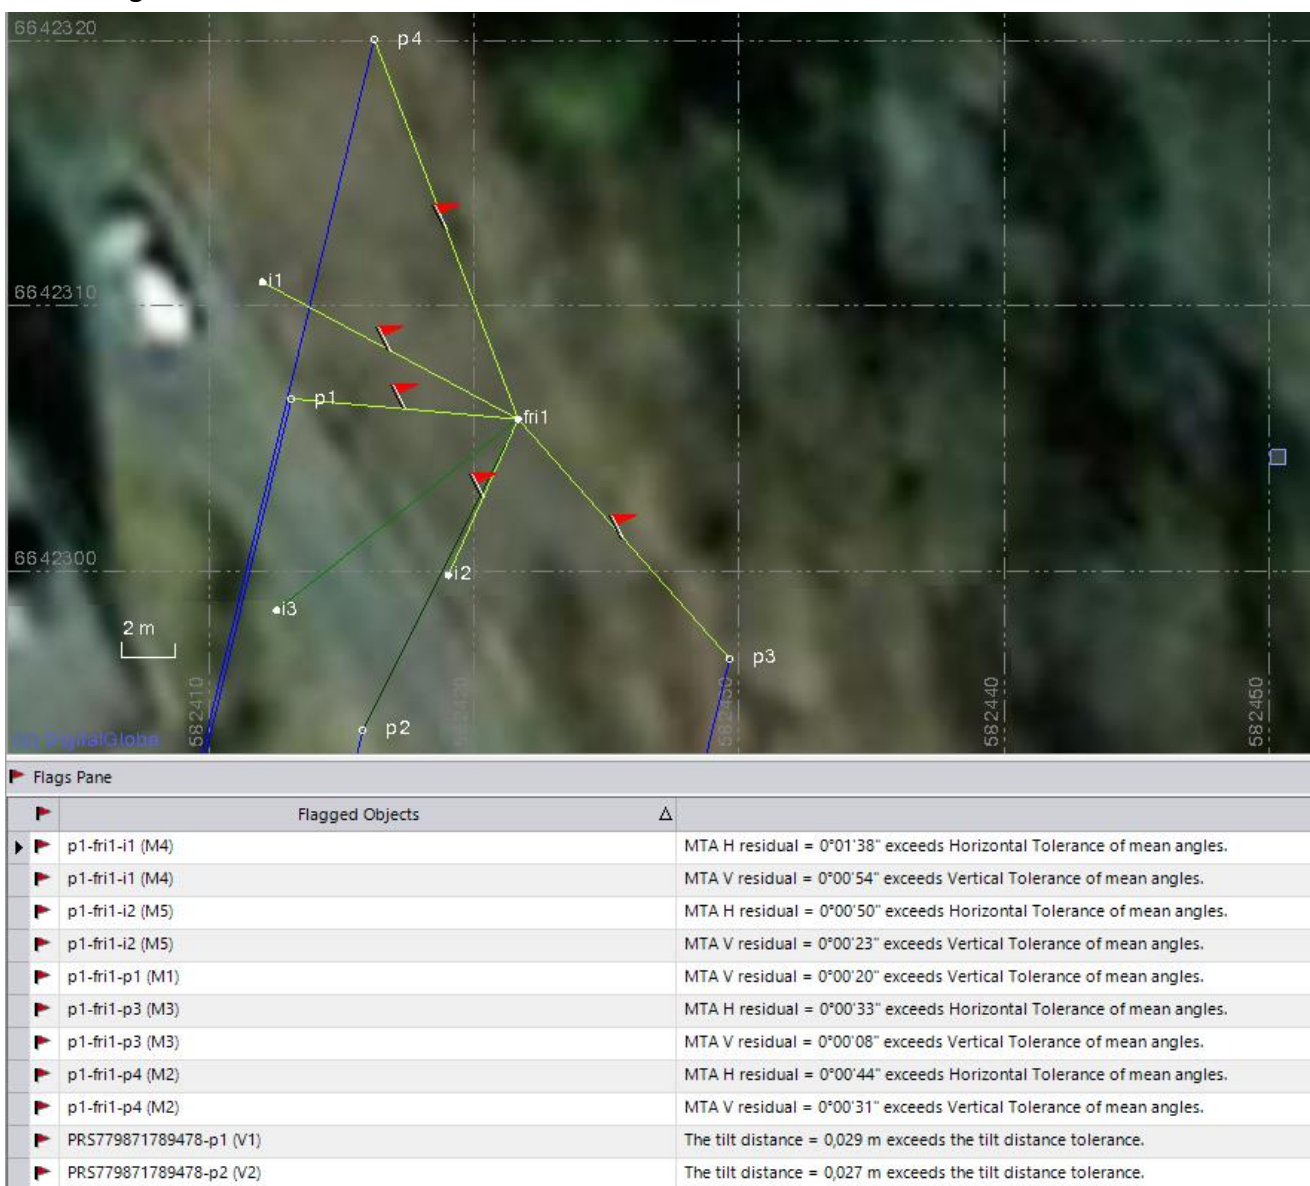 6642320
p4
i1
6642310
p1
fri1
6642300
i2
i3
2 m
p3
582410
582420
582430
582440
582450
p2
(c) DigitalGlobe
Flags Pane
Flagged Objects
p1-fri1-i1 (M4) MTA H residual = 0°01'38" exceeds Horizontal Tolerance of mean angles.
p1-fri1-i1 (M4) MTA V residual = 0°00'54" exceeds Vertical Tolerance of mean angles.
p1-fri1-i2 (M5) MTA H residual = 0°00'50" exceeds Horizontal Tolerance of mean angles.
p1-fri1-i2 (M5) MTA V residual = 0°00'23" exceeds Vertical Tolerance of mean angles.
p1-fri1-p1 (M1) MTA V residual = 0°00'20" exceeds Vertical Tolerance of mean angles.
p1-fri1-p3 (M3) MTA H residual = 0°00'33" exceeds Horizontal Tolerance of mean angles.
p1-fri1-p3 (M3) MTA V residual = 0°00'08" exceeds Vertical Tolerance of mean angles.
p1-fri1-p4 (M2) MTA H residual = 0°00'44" exceeds Horizontal Tolerance of mean angles.
p1-fri1-p4 (M2) MTA V residual = 0°00'31" exceeds Vertical Tolerance of mean angles.
PRS779871789478-p1 (V1) The tilt distance = 0,029 m exceeds the tilt distance tolerance.
PRS779871789478-p2 (V2) The tilt distance = 0,027 m exceeds the tilt distance tolerance.